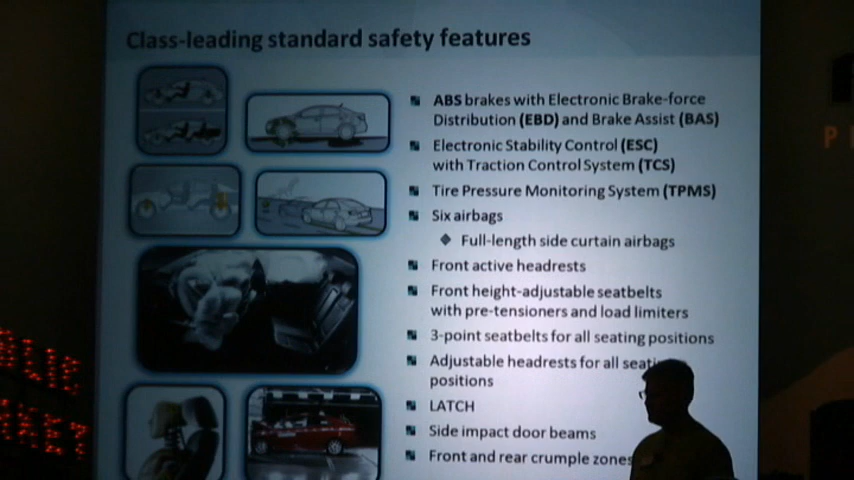 Class-leading standard safety features
ABS brakes with Electronic Brake-force
Distribution (EBD) and Brake Assist (BAS)
Electronic Stability Control (ESC)
with Traction Control System (TCS)
Tire Pressure Monitoring System (TPMS)
Six airbags
Full-length side curtain airbags
Front active headrests
Front height-adjustable seatbelts
with pre-tensioners and load limiters
3-point seatbelts for all seating positions
Adjustable headrests for all
positions
LATCH
Side impact door beams
Front and rear crumple zones